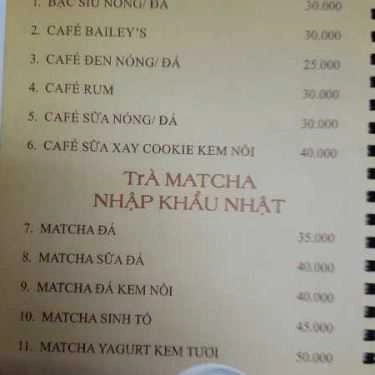 1. BẠC SỈU NÓNG/ ĐÁ 30.000
2. CAFÉ BAILEY'S 30.000
3. CAFÉ ĐEN NÓNG/ ĐÁ 25.000
4. CAFÉ RUM 30.000
5. CAFÉ SỮA NÓNG/ ĐÁ 30.000
6. CAFÉ SỮA XAY COOKIE KEM NÔI 40.000
TrÀ MATCHA
NHẬP KHẨU NHẬT
7. MATCHA ĐÁ 35.000
8. MATCHA SỮA ĐÁ 40.000
9. MATCHA ĐÁ KEM NÔI 40.000
10. MATCHA SINH TỐ 45.000
11. MATCHA YAGURT KEM TƯƠI 50.000